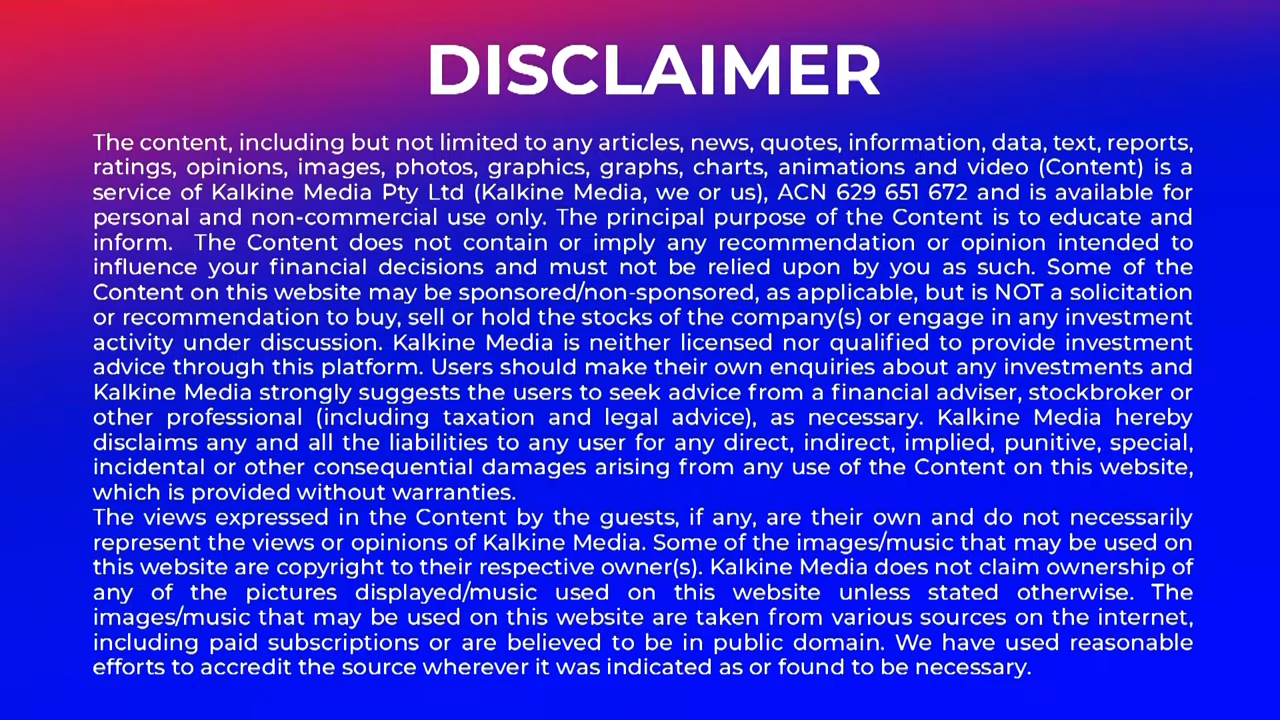 DISCLAIMER
The content, including but not limited to any articles, news, quotes, information, data, text, reports,
ratings, opinions, images, photos, graphics, graphs, charts, animations and video (Content) is a
service of Kalkine Media Pty Ltd (Kalkine Media, we or us), ACN 629 651 672 and is available for
personal and non-commercial use only. The principal purpose of the Content is to educate and
inform. The Content does not contain or imply any recommendation or opinion intended to
influence your financial decisions and must not be relied upon by you as such. Some of the
Content on this website may be sponsored/non-sponsored, as applicable, but is NOT a solicitation
or recommendation to buy, sell or hold the stocks of the company(s) or engage in any investment
activity under discussion. Kalkine Media is neither licensed nor qualified to provide investment
advice through this platform. Users should make their own enquiries about any investments and
Kalkine Media strongly suggests the users to seek advice from a financial adviser, stockbroker or
other professional (including taxation and legal advice), as necessary. Kalkine Media hereby
disclaims any and all the liabilities to any user for any direct, indirect, implied, punitive, special,
incidental or other consequential damages arising from any use of the Content on this website,
which is provided without warranties.
The views expressed in the Content by the guests, if any, are their own and do not necessarily
represent the views or opinions of Kalkine Media. Some of the images/music that may be used on
this website are copyright to their respective owner(s). Kalkine Media does not claim ownership of
any of the pictures displayed/music used on this website unless stated otherwise. The
images/music that may be used on this website are taken from various sources on the internet,
including paid subscriptions or are believed to be in public domain. We have used reasonable
efforts to accredit the source wherever it was indicated as or found to be necessary.